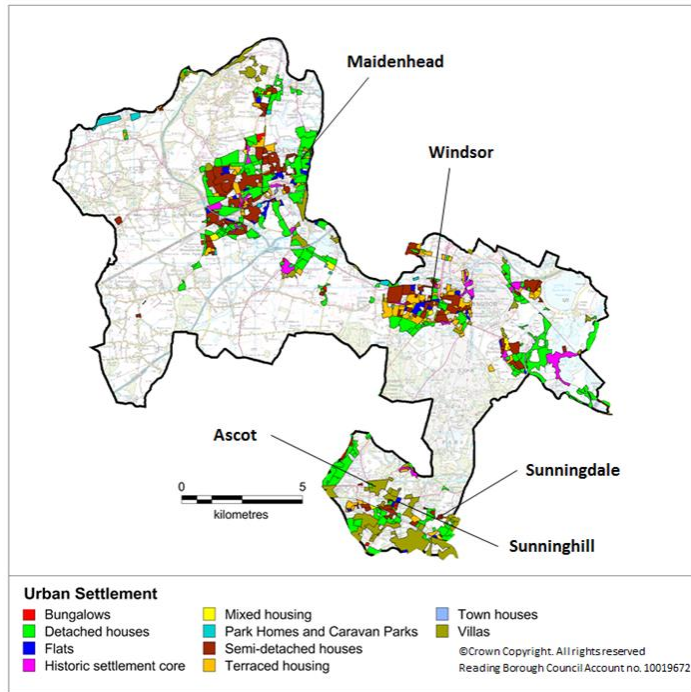 Maidenhead
Windsor
Ascot
Sunningdale
Sunninghill
0 5
kilometres
Urban Settlement
Bungalows
Detached houses
Flats
Historic settlement core
Mixed housing
Park Homes and Caravan Parks
Semi-detached houses
Terraced housing
Town houses
Villas
©Crown Copyright. All rights reserved
Reading Borough Council Account no. 10019672